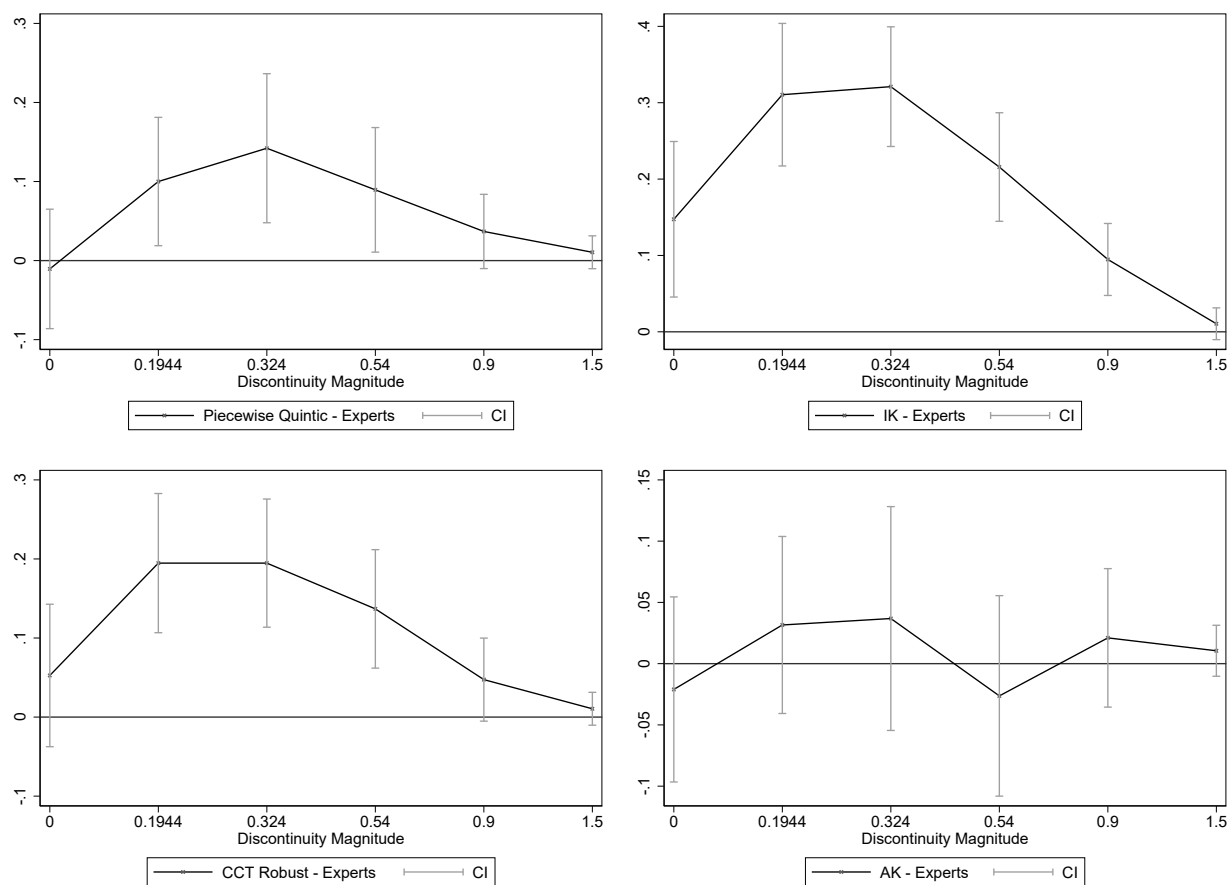 .3
.2
.1
0
-.1
0 0.1944 0.324 0.54 0.9 1.5
Discontinuity Magnitude
Piecewise Quintic - Experts CI
.4
.3
.2
.1
0
0 0.1944 0.324 0.54 0.9 1.5
Discontinuity Magnitude
IK - Experts CI
.3
.2
.1
0
-.1
0 0.1944 0.324 0.54 0.9 1.5
Discontinuity Magnitude
CCT Robust - Experts CI
.15
.1
.05
0
-.05
-.1
0 0.1944 0.324 0.54 0.9 1.5
Discontinuity Magnitude
AK - Experts CI